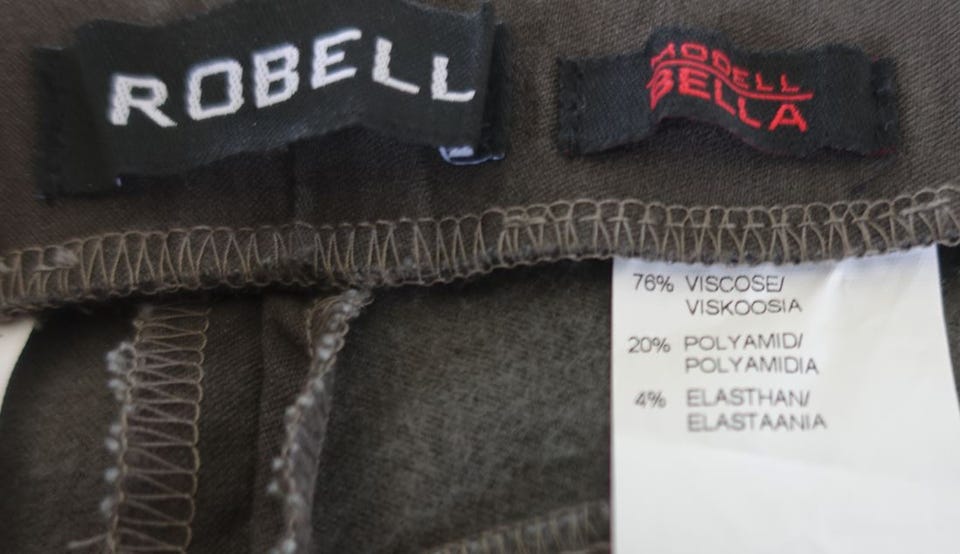 ROBELL
MODELL
BELLA
76% VISCOSE/
VISKOOSIA
20% POLYAMID/
POLYAMIDIA
4% ELASTHAN/
ELASTAANIA